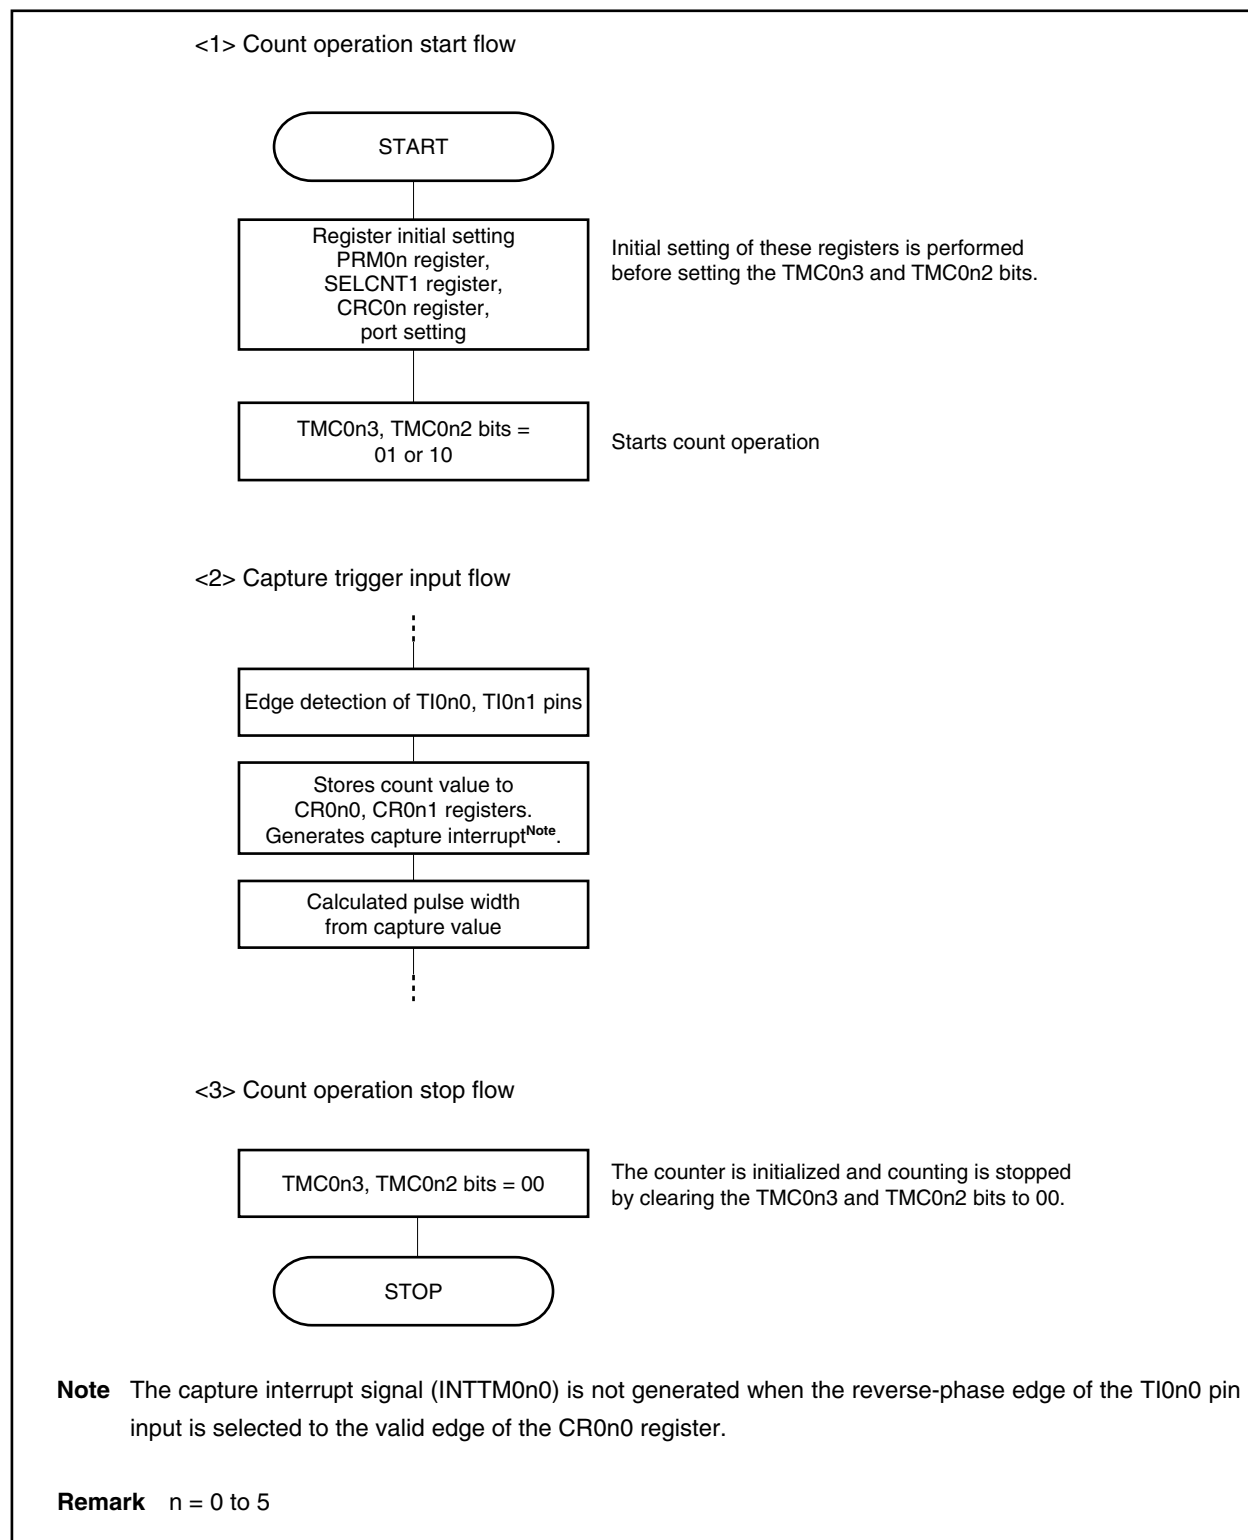 <1> Count operation start flow
START
Register initial setting
PRM0n register,
SELCNT1 register,
CRC0n register,
port setting
Initial setting of these registers is performed
before setting the TMC0n3 and TMC0n2 bits.
TMC0n3, TMC0n2 bits =
01 or 10
Starts count operation
<2> Capture trigger input flow
Edge detection of TI0n0, TI0n1 pins
Stores count value to
CR0n0, CR0n1 registers.
Generates capture interruptNote.
Calculated pulse width
from capture value
<3> Count operation stop flow
TMC0n3, TMC0n2 bits = 00
The counter is initialized and counting is stopped
by clearing the TMC0n3 and TMC0n2 bits to 00.
STOP
Note The capture interrupt signal (INTTM0n0) is not generated when the reverse-phase edge of the TI0n0 pin
input is selected to the valid edge of the CR0n0 register.
Remark n = 0 to 5